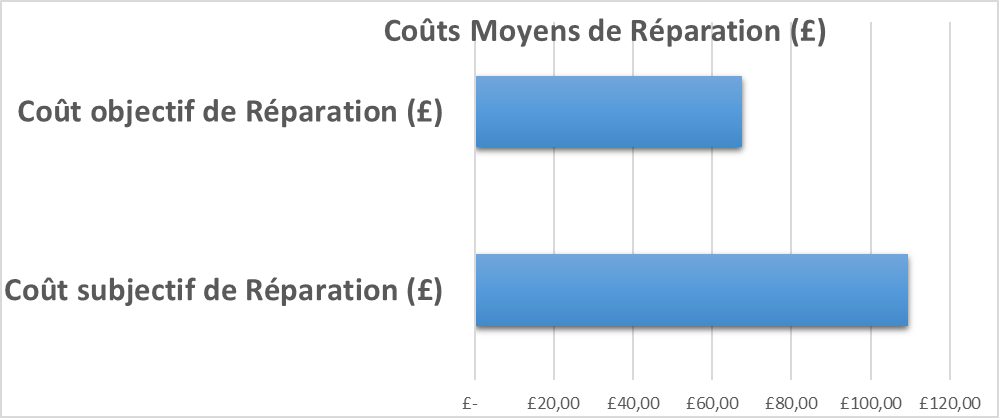 Coûts Moyens de Réparation (£)
Coût objectif de Réparation (£)
Coût subjectif de Réparation (£)
£- £20,00 £40,00 £60,00 £80,00 £100,00 £120,00